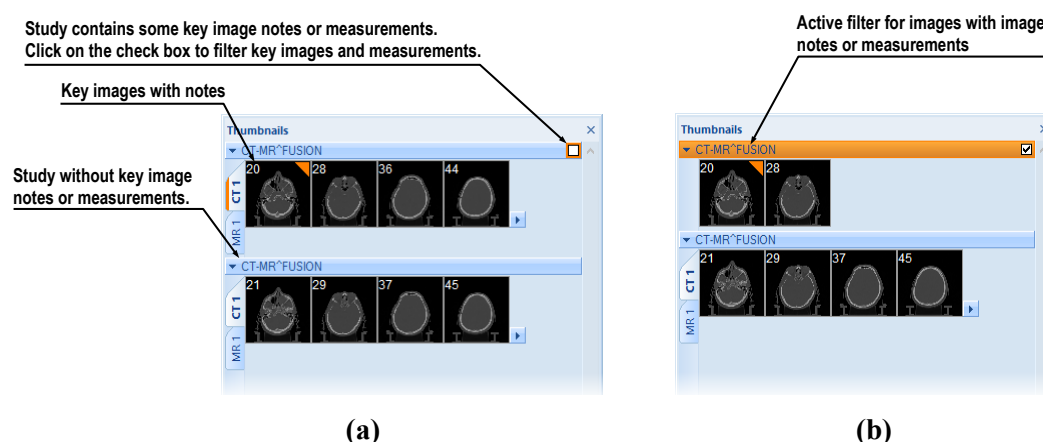 Study contains some key image notes or measurements.
Click on the check box to filter key images and measurements.
Key images with notes
Study without key image
notes or measurements.
Thumbnails
CT-MR^FUSION
CT 1
MR 1
20 28 36 44
CT-MR^FUSION
CT 1
MR 1
21 29 37 45
(a)
Active filter for images with image
notes or measurements
Thumbnails
CT-MR^FUSION
20 28
CT-MR^FUSION
CT 1
MR 1
21 29 37 45
(b)